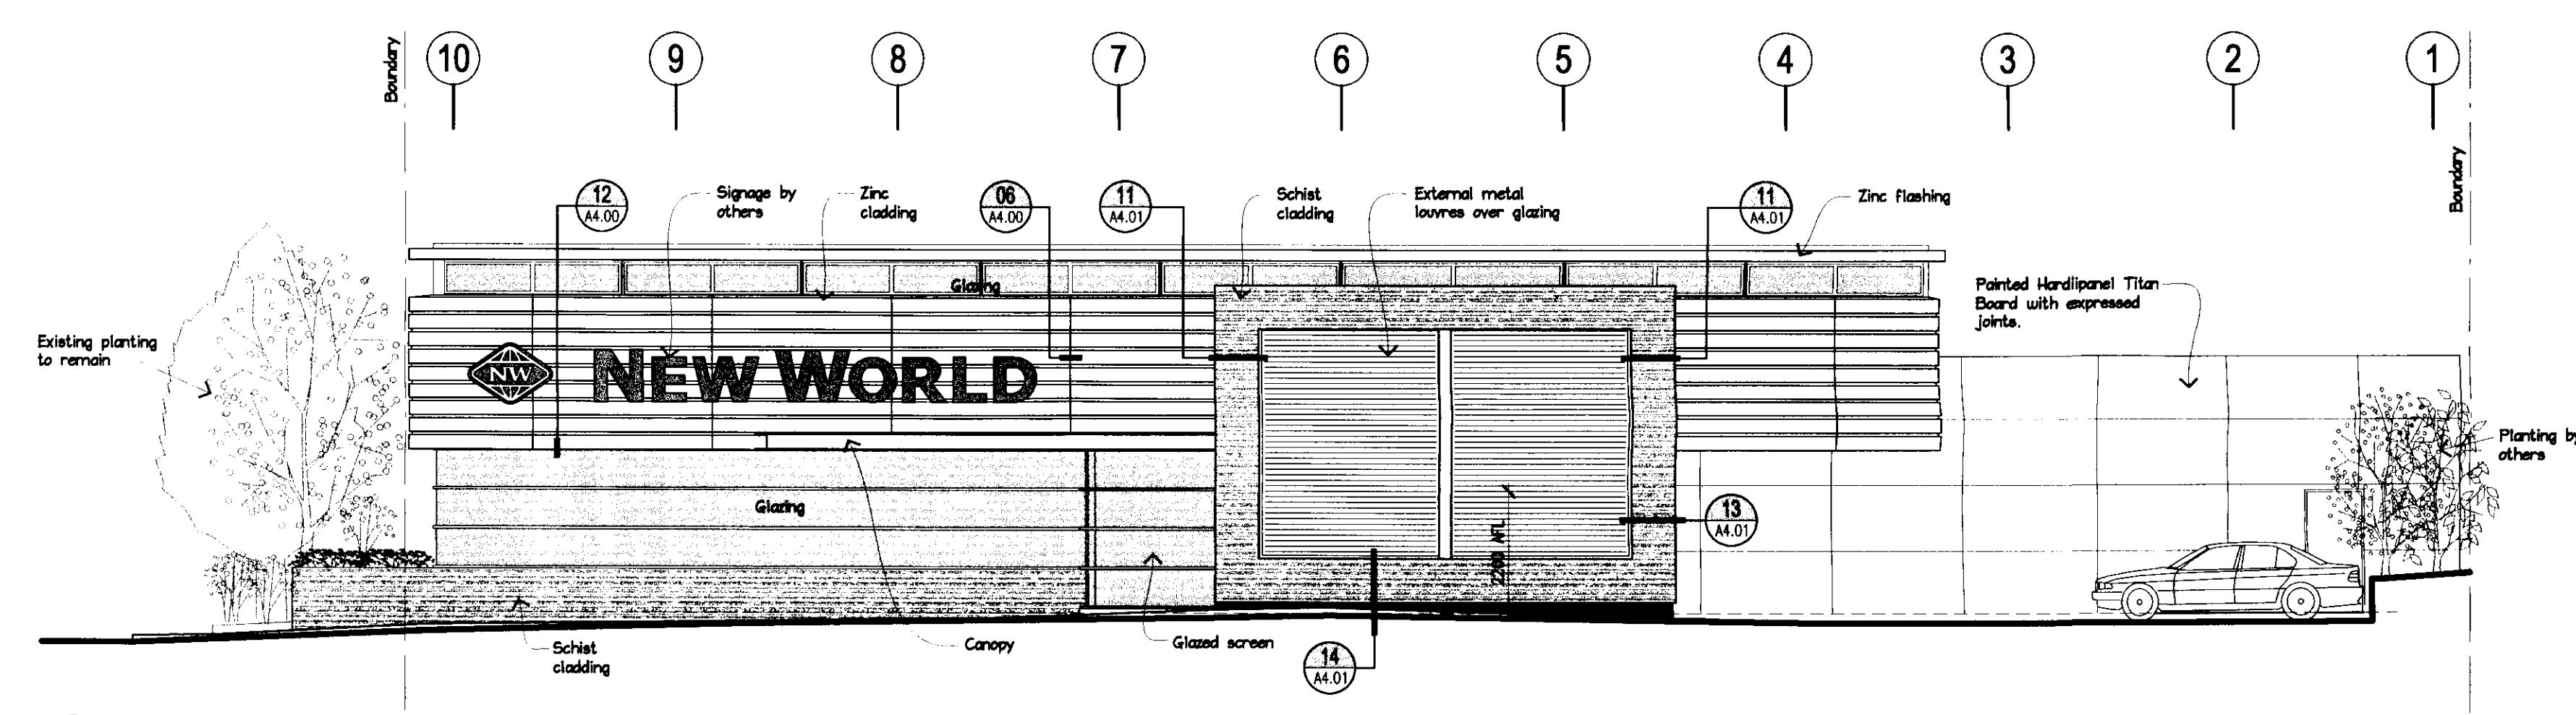 Boundary
10
9
8
7
6
5
4
3
2
1
Boundary
12
A4.00
Signage by
others
Zinc
cladding
06
A4.00
11
A4.01
Schist
cladding
External metal
louvres over glazing
11
A4.01
Zinc flashing
Glazing
Painted Hardiipanel Titan
Board with expressed
joints.
Existing planting
to remain
NW
NEW WORLD
Planting by
others
Glazing
2200 AFL
13
A4.01
Schist
cladding
Canopy
Glazed screen
14
A4.01